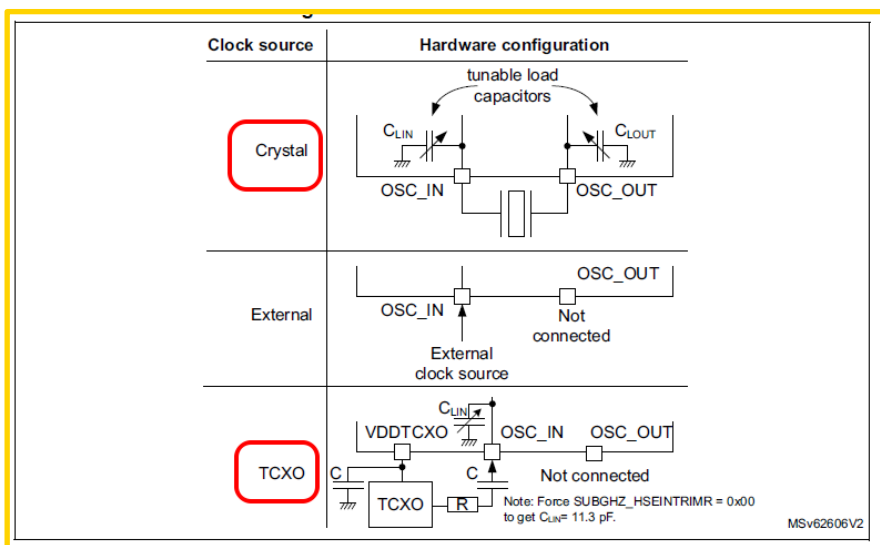 Clock source
Hardware configuration
tunable load
capacitors
CLIN
CLOUT
Crystal
OSC_IN
OSC_OUT
OSC_OUT
External
OSC_IN
Not
connected
External
clock source
CLIN
VDDTCXO
OSC_IN
OSC_OUT
TCXO
C
C
Not connected
TCXO
R
Note: Force SUBGHZ_HSEINTRIMR = 0x00
to get CLIN= 11.3 pF.
MSv62606V2